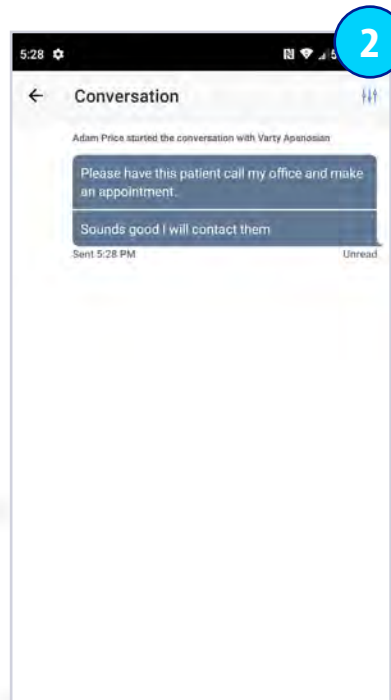 2
5:28
Conversation
Adam Price started the conversation with Varty Apanosian
Please have this patient call my office and make
an appointment.
Sounds good I will contact them
Sent 5:28 PM
Unread